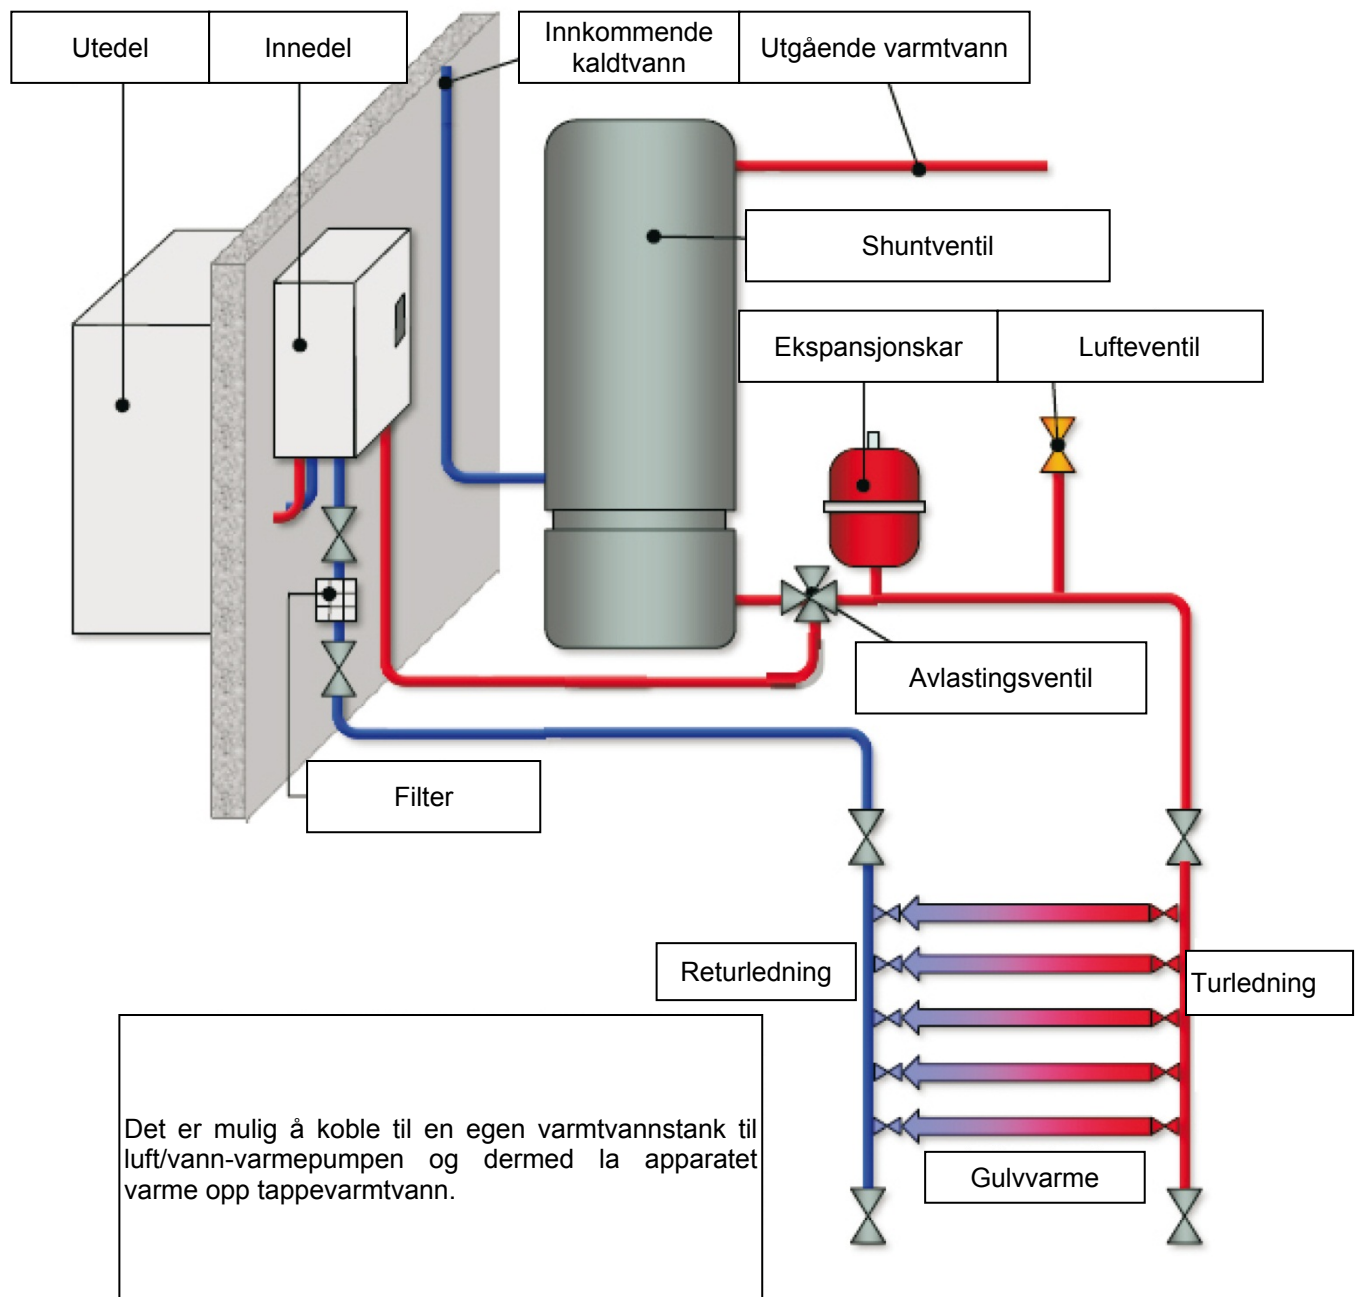 Utedel
Innedel
Innkommende
kaldtvann
Utgående varmtvann
Shuntventil
Ekspansjonskar
Lufteventil
Avlastingsventil
Filter
Returledning
Turledning
Gulvvarme
Det er mulig å koble til en egen varmtvannstank til
luft/vann-varmepumpen og dermed la apparatet
varme opp tappevarmtvann.